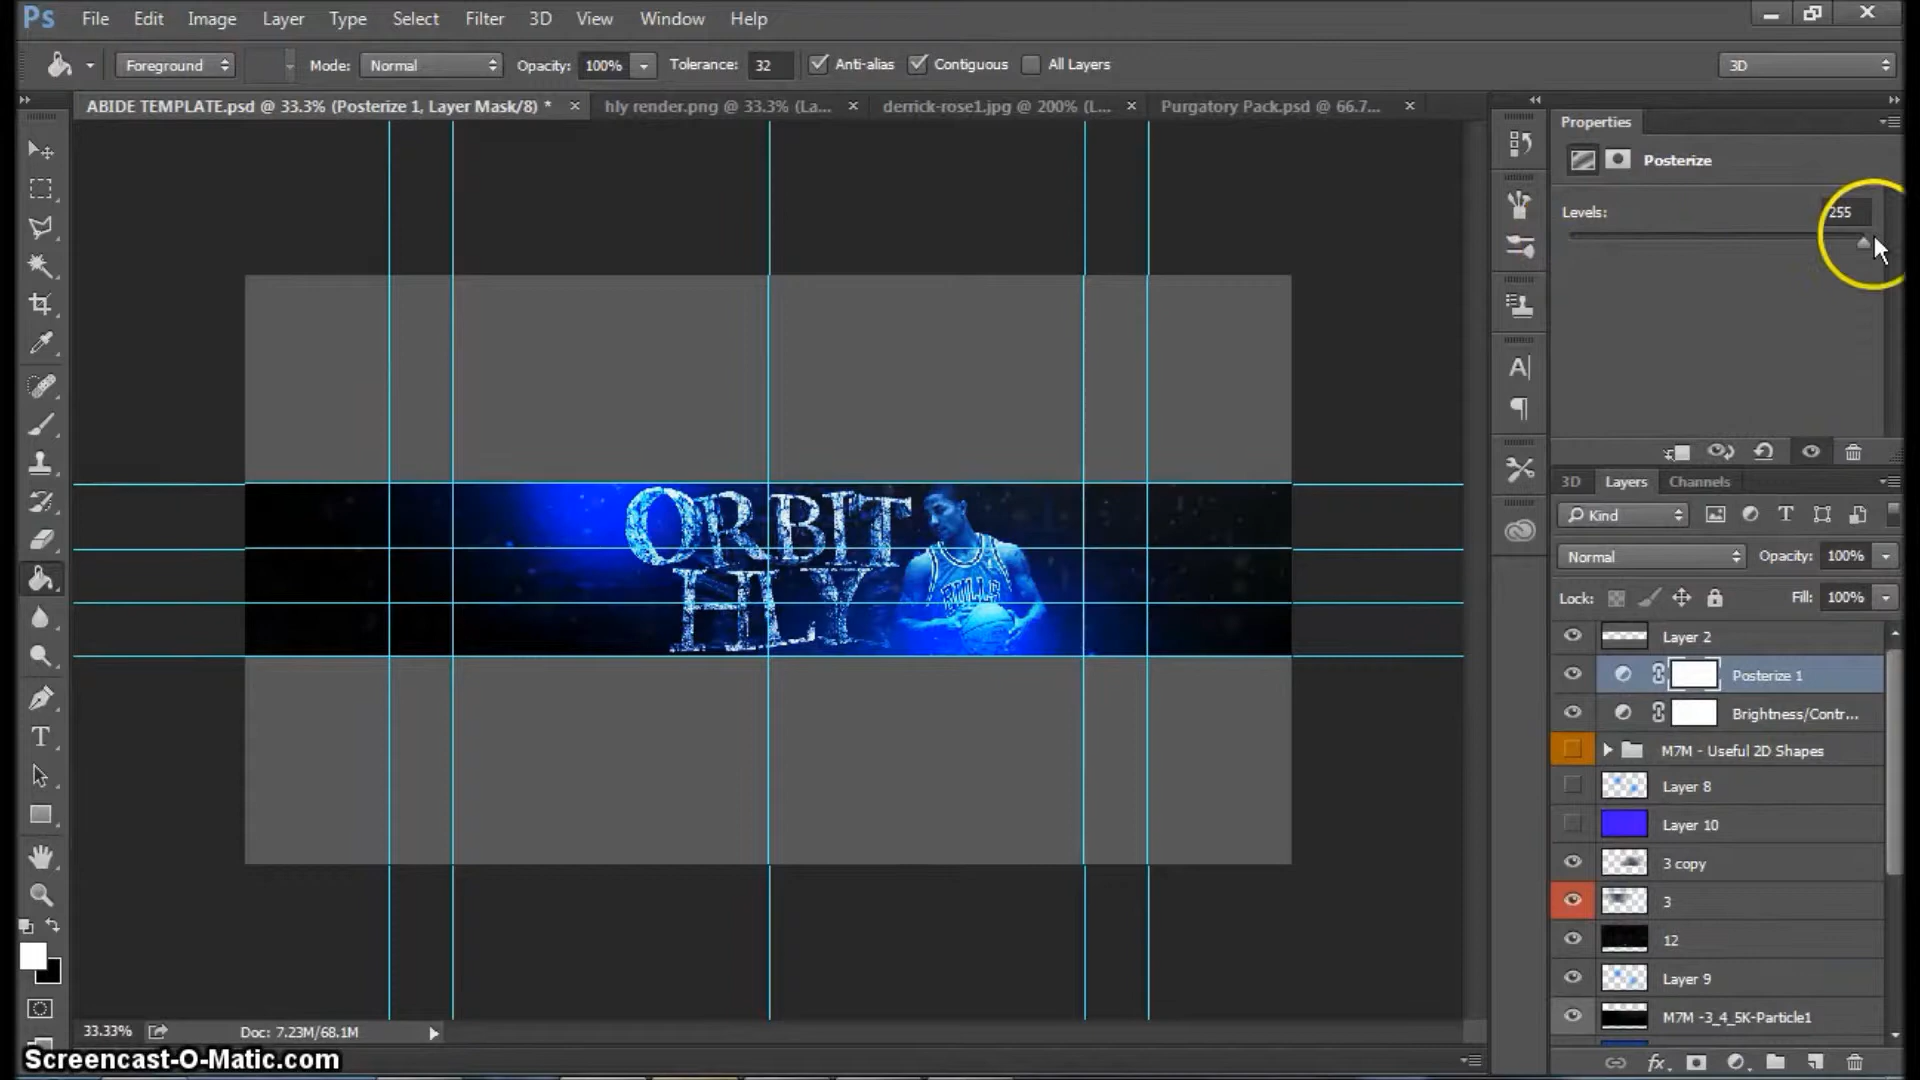 Ps File Edit Image Layer Type Select Filter 3D View Window Help
Foreground Mode: Normal Opacity: 100% Tolerance: 32 Anti-alias Contiguous All Layers 3D
ABIDE TEMPLATE.psd @ 33.3% (Posterize 1, Layer Mask/8) * hly render.png @ 33.3% (La... derrick-rose1.jpg @ 200% (L... Purgatory Pack.psd @ 66.7...
Properties
Posterize
Levels: 255
3D Layers Channels
Kind
Normal Opacity: 100%
Lock: Fill: 100%
Layer 2
Posterize 1
Brightness/Contr...
M7M - Useful 2D Shapes
Layer 8
Layer 10
3 copy
3
12
Layer 9
M7M -3_4_5K-Particle1
ORBIT
HLY
BULLS
33.33% Doc: 7.23M/68.1M
Screencast-O-Matic.com